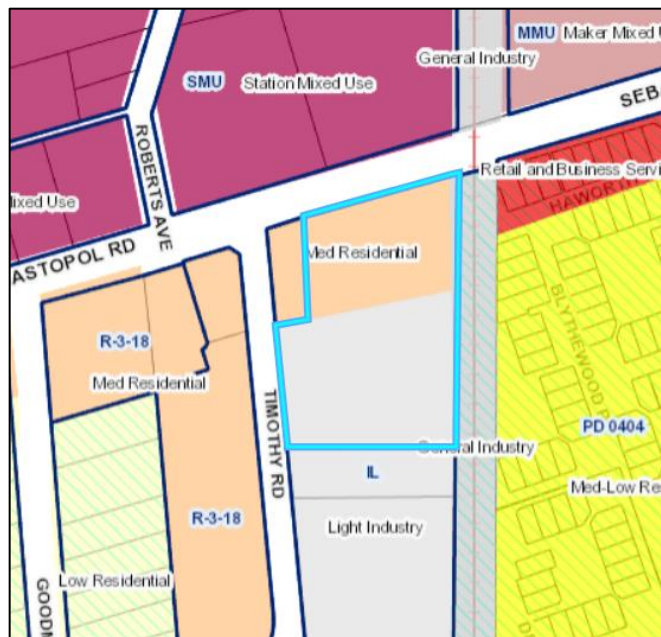 MMU Maker Mixed U
General Industry
SMU Station Mixed Use
SEB
ROBERTS AVE
Retail and Business Servi
HAWORTH
ixed Use
ASTOPOL RD
Med Residential
R-3-18
Med Residential
BLYTHEWOOD P
TIMOTHY RD
PD 0404
General Industry
IL
Med-Low Res
R-3-18
Light Industry
Low Residential
GOODM
D